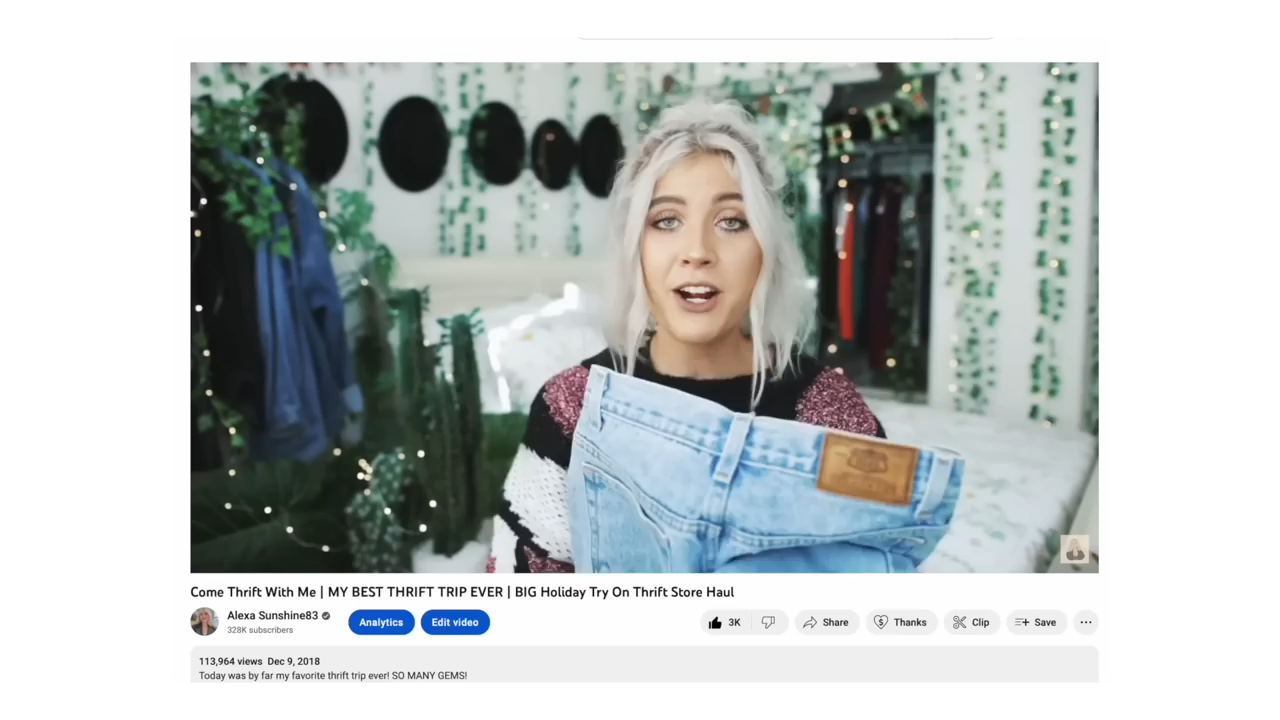 Come Thrift With Me | MY BEST THRIFT TRIP EVER | BIG Holiday Try On Thrift Store Haul
Alexa Sunshine83
328K subscribers
Analytics
Edit video
3K
Share
Thanks
Clip
Save
113,964 views Dec 9, 2018
Today was by far my favorite thrift trip ever! SO MANY GEMS!